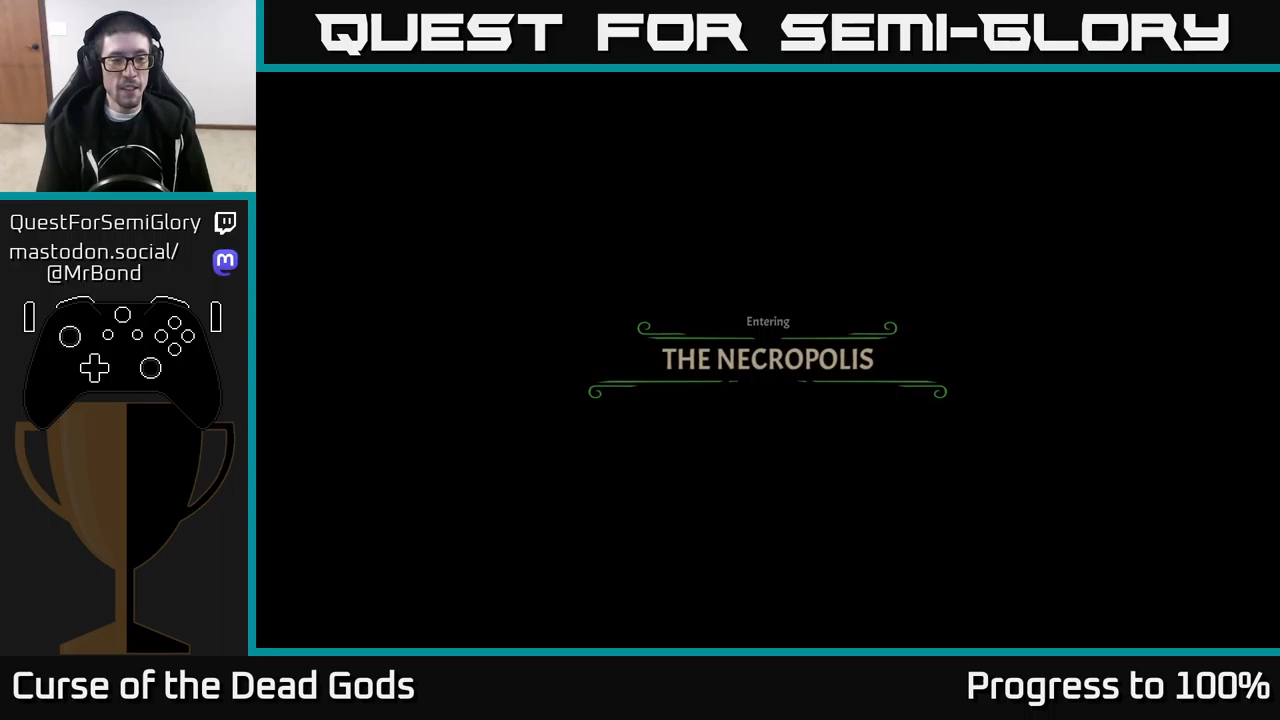 QUEST FOR SEMI-GLORY
QuestForSemiGlory
mastodon.social/
@MrBond
Entering
THE NECROPOLIS
Curse of the Dead Gods
Progress to 100%